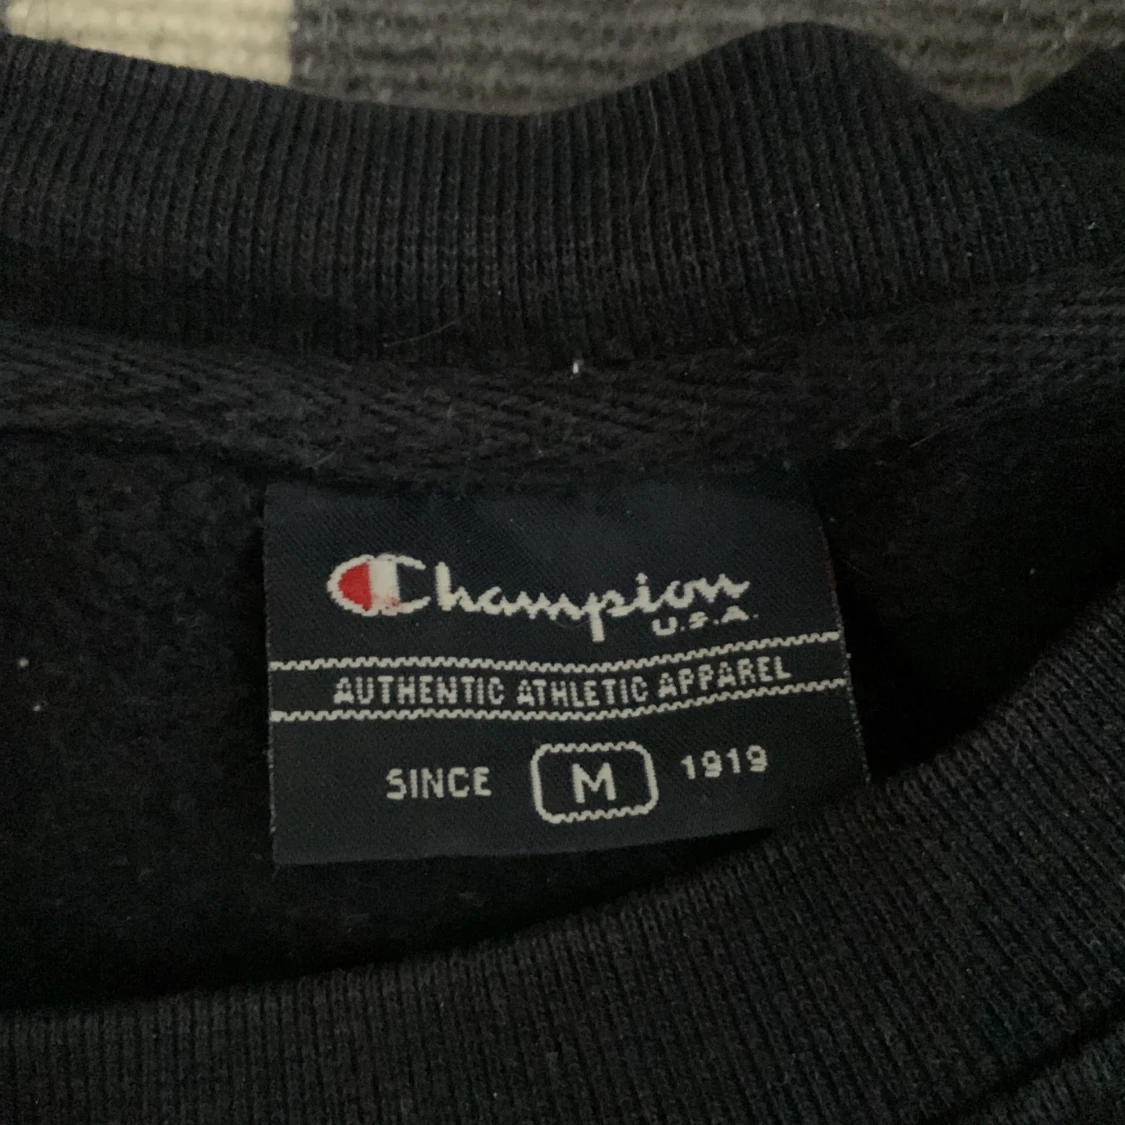 Champion
U.S.A.
AUTHENTIC ATHLETIC APPAREL
SINCE M 1919